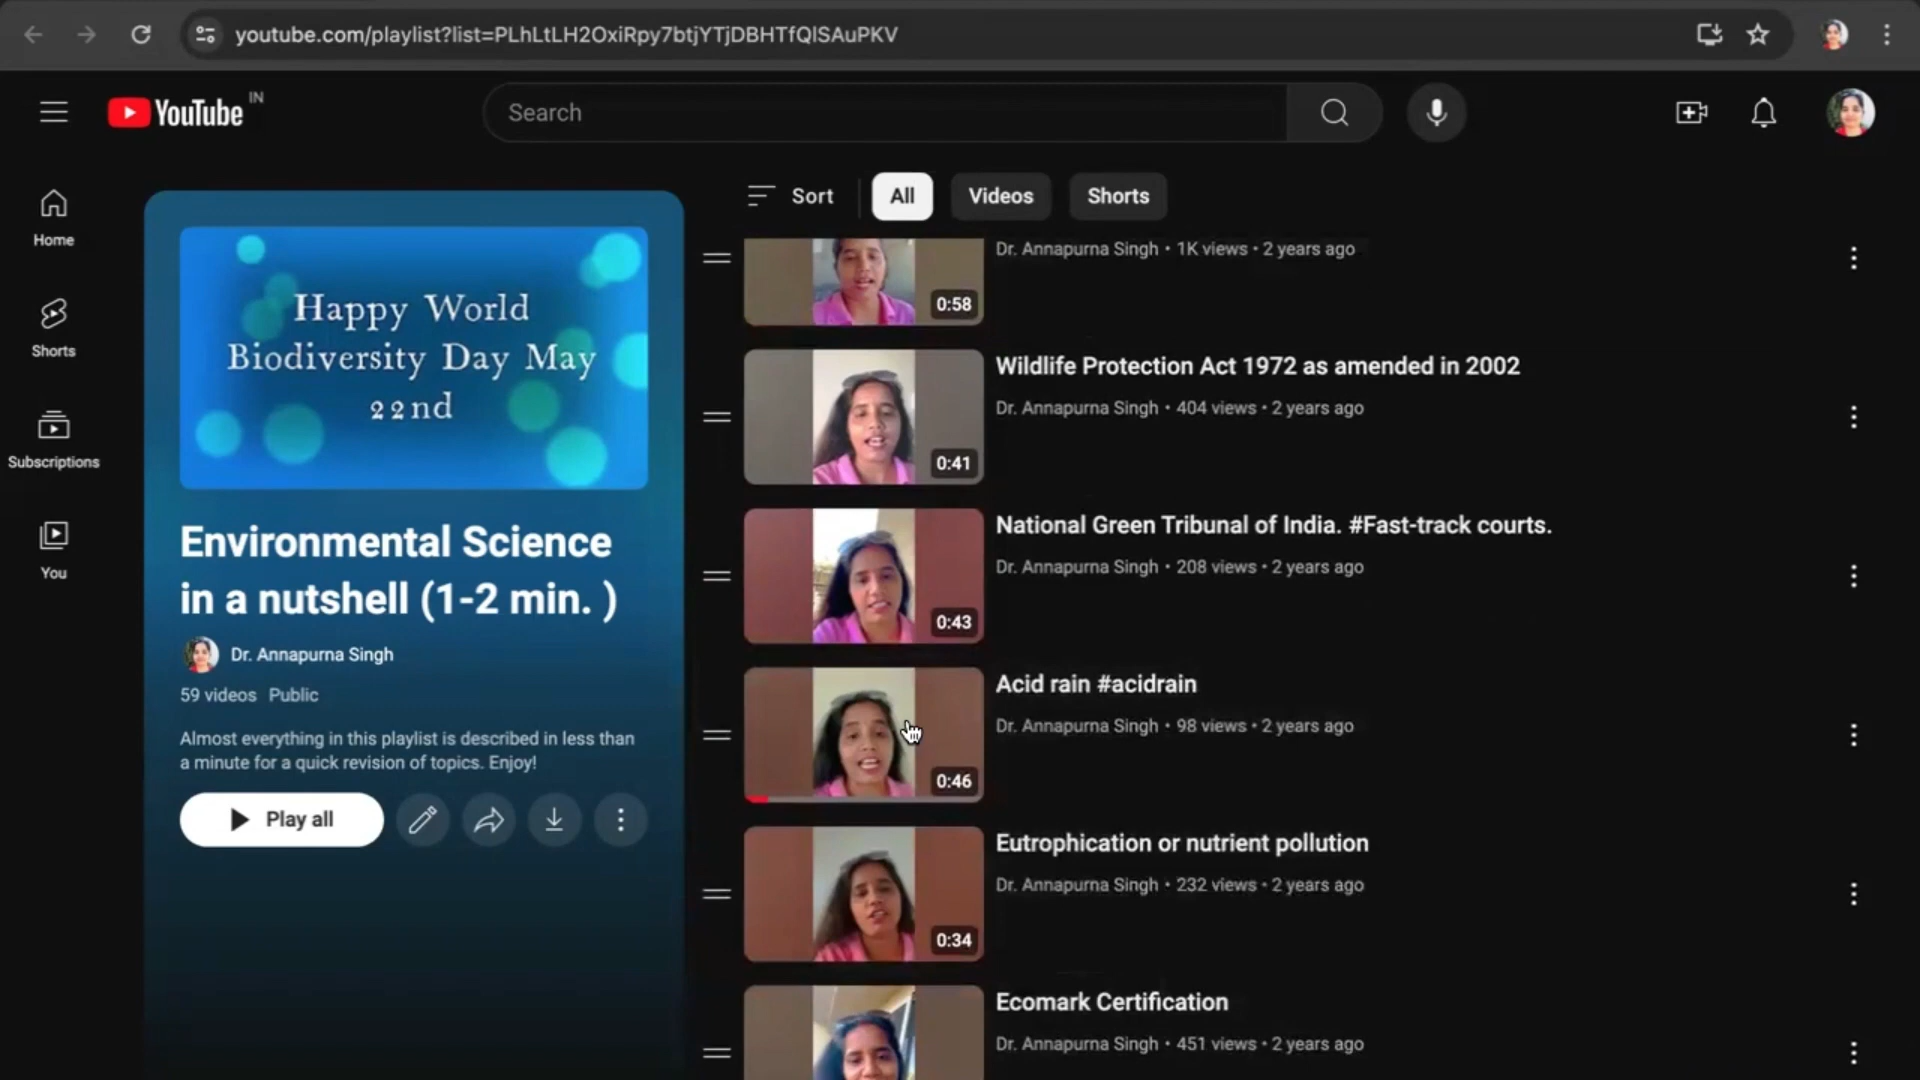 youtube.com/playlist?list=PLhLtLH2OxiRpy7btjYTjDBHTfQlSAuPKV
YouTube IN
Search
Home
Shorts
Subscriptions
You
Happy World
Biodiversity Day May
22nd
Environmental Science
in a nutshell (1-2 min. )
Dr. Annapurna Singh
59 videos Public
Almost everything in this playlist is described in less than
a minute for a quick revision of topics. Enjoy!
Play all
Sort
All
Videos
Shorts
Dr. Annapurna Singh • 1K views • 2 years ago
0:58
Wildlife Protection Act 1972 as amended in 2002
Dr. Annapurna Singh • 404 views • 2 years ago
0:41
National Green Tribunal of India. #Fast-track courts.
Dr. Annapurna Singh • 208 views • 2 years ago
0:43
Acid rain #acidrain
Dr. Annapurna Singh • 98 views • 2 years ago
0:46
Eutrophication or nutrient pollution
Dr. Annapurna Singh • 232 views • 2 years ago
0:34
Ecomark Certification
Dr. Annapurna Singh • 451 views • 2 years ago